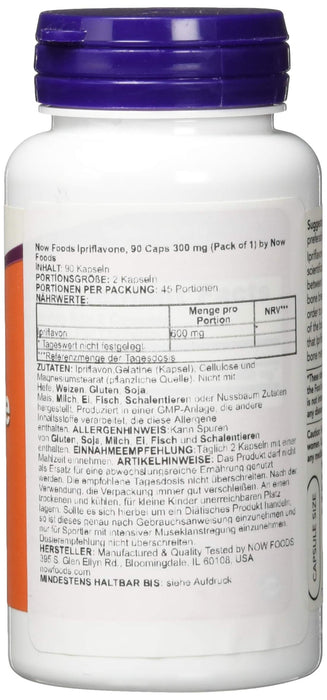 Now Foods Ipriflavone, 90 Caps 300 mg (Pack of 1) by Now
Foods
INHALT: 90 Kapseln
PORTIONSGRÖßE: 2 Kapseln
PORTIONEN PER PACKUNG: 45 Portionen
NÄHRWERTE:
Menge pro
Portion
NRV***
Ipriflavon
600 mg
* Tageswert nicht festgelegt
***Referenzmenge der Tagesdosis
ZUTATEN: Ipriflavon,Gelatine (Kapsel), Cellulose und
Magnesiumstearat (pflanzliche Quelle). Nicht mit
Hefe, Weizen, Gluten, Soja
Mais, Milch, Ei, Fisch, Schalentieren oder Nussbaum Zutaten
hergestellt. Produziert in einer GMP-Anlage, die andere
Zutaten verarbeitet, die diese Allergene
enthalten. ALLERGENHINWEIS: Kann Spuren
von Gluten, Soja, Milch, Ei, Fisch und Schalentieren
enthalten. EINNAHMEEMPFEHLUNG: Täglich 2 Kapseln mit einer
Mahlzeit einnehmen. ARTIKELHINWEISE: Das Produkt darf nicht
als Ersatz für eine abwechslungsreiche Ernährung genutzt
werden. Die empfohlene Tagesdosis nicht überschreiten. Nach der
Verwendung, die Verpackung immer gut verschließen. An einem
trockenen und kühlen, für kleine Kinder unerreichbaren Platz
lagern. Sollte es sich hierbei um ein Diätisches Produkt handeln,
so ist dieses genau nach Gebrauchsanweisung einzunehmen und
nur für Sportler mit intensiver Muskelanstregung einzunehmen.
Dosierempfehlung nicht überschreiten.
HERSTELLER: Manufactured & Quality Tested by NOW FOODS
395 S. Glen Ellyn Rd., Bloomingdale, IL 60108, USA
nowfoods.com
MINDESTENS HALTBAR BIS: siehe Aufdruck
CAPSULE SIZE